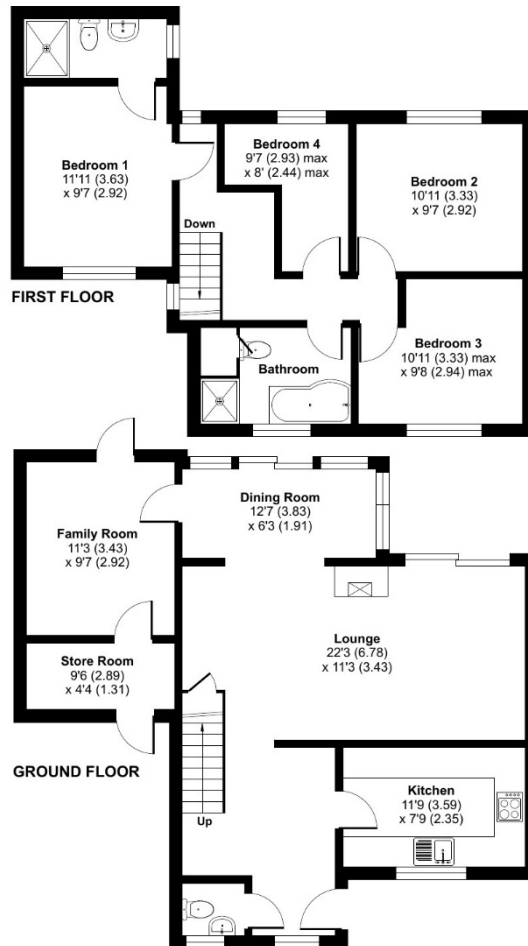 Bedroom 1
11'11 (3.63)
x 9'7 (2.92)
Bedroom 4
9'7 (2.93) max
x 8' (2.44) max
Bedroom 2
10'11 (3.33)
x 9'7 (2.92)
Down
FIRST FLOOR
Bedroom 3
10'11 (3.33) max
x 9'8 (2.94) max
Bathroom
Dining Room
12'7 (3.83)
x 6'3 (1.91)
Family Room
11'3 (3.43)
x 9'7 (2.92)
Lounge
22'3 (6.78)
x 11'3 (3.43)
Store Room
9'6 (2.89)
x 4'4 (1.31)
GROUND FLOOR
Up
Kitchen
11'9 (3.59)
x 7'9 (2.35)